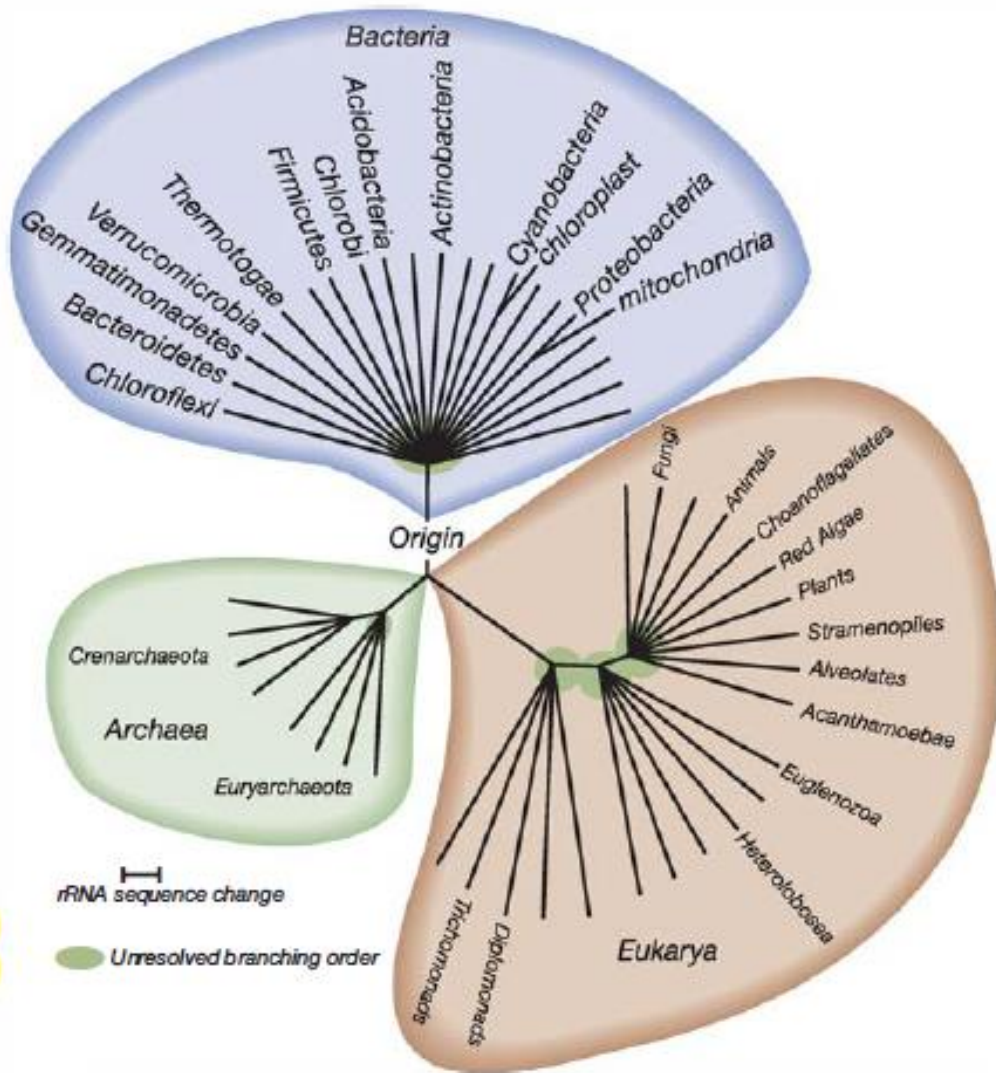 Bacteria
Chloroflexi
Bacteroidetes
Gemmatimonadetes
Verrucomicrobia
Thermotogae
Firmicutes
Chlorobi
Acidobacteria
Actinobacteria
Cyanobacteria
chloroplast
Proteobacteria
mitochondria
Origin
Fungi
Animals
Choanoflagellates
Red Algae
Plants
Stramenopiles
Alveolates
Acanthamoebae
Euglenozoa
Heterolobosea
Diplomonads
Trichomonads
Eukarya
Crenarchaeota
Archaea
Euryarchaeota
rRNA sequence change
Unresolved branching order